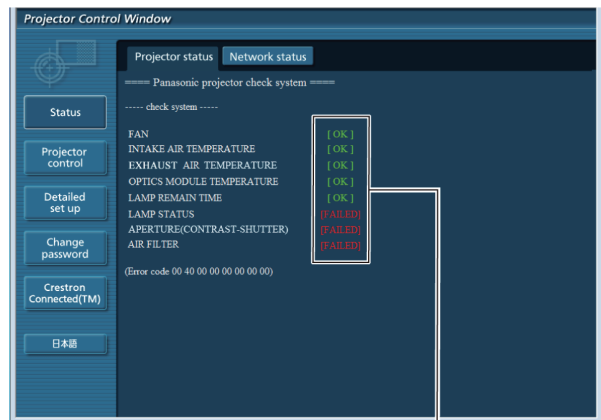 Projector Control Window
Projector status
Network status
==== Panasonic projector check system ====
----- check system -----
FAN [ OK ]
INTAKE AIR TEMPERATURE [ OK ]
EXHAUST AIR TEMPERATURE [ OK ]
OPTICS MODULE TEMPERATURE [ OK ]
LAMP REMAIN TIME [ OK ]
LAMP STATUS [FAILED]
APERTURE(CONTRAST-SHUTTER) [FAILED]
AIR FILTER [FAILED]
(Error code 00 40 00 00 00 00 00 00)
Status
Projector
control
Detailed
set up
Change
password
Crestron
Connected(TM)
日本語